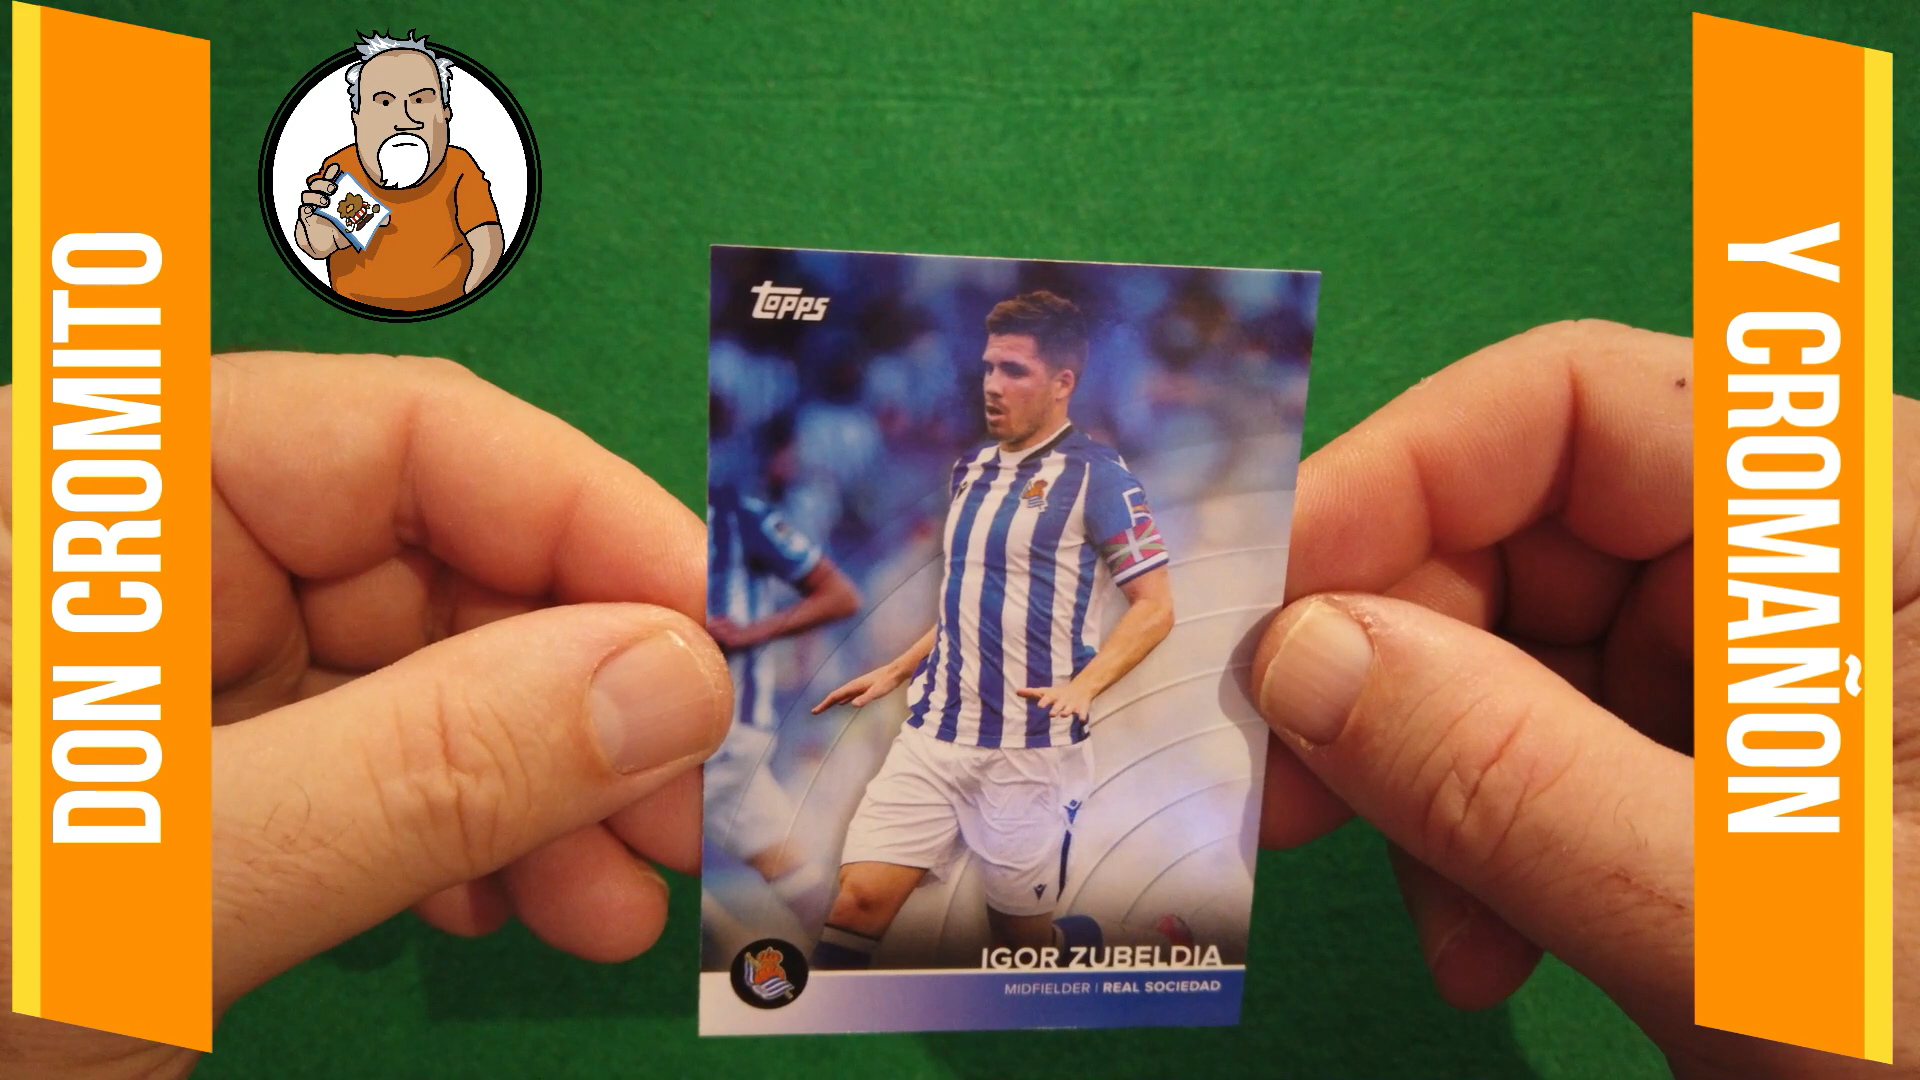 DON CROMITO
Topps
IGOR ZUBELDIA
MIDFIELDER | REAL SOCIEDAD
Y CROMAÑON